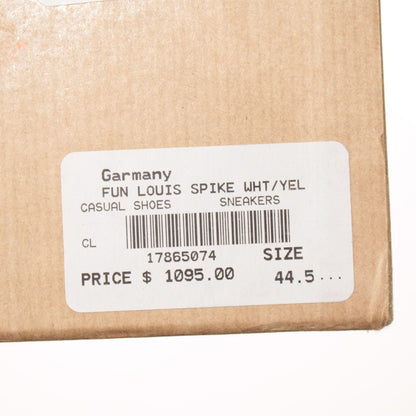 Garmany
FUN LOUIS SPIKE WHT/YEL
CASUAL SHOES SNEAKERS
CL
17865074 SIZE
PRICE $ 1095.00 44.5...